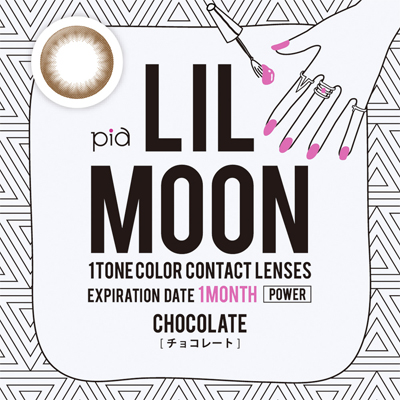 pia
LIL
MOON
1TONE COLOR CONTACT LENSES
EXPIRATION DATE 1MONTH POWER
CHOCOLATE
[チョコレート]